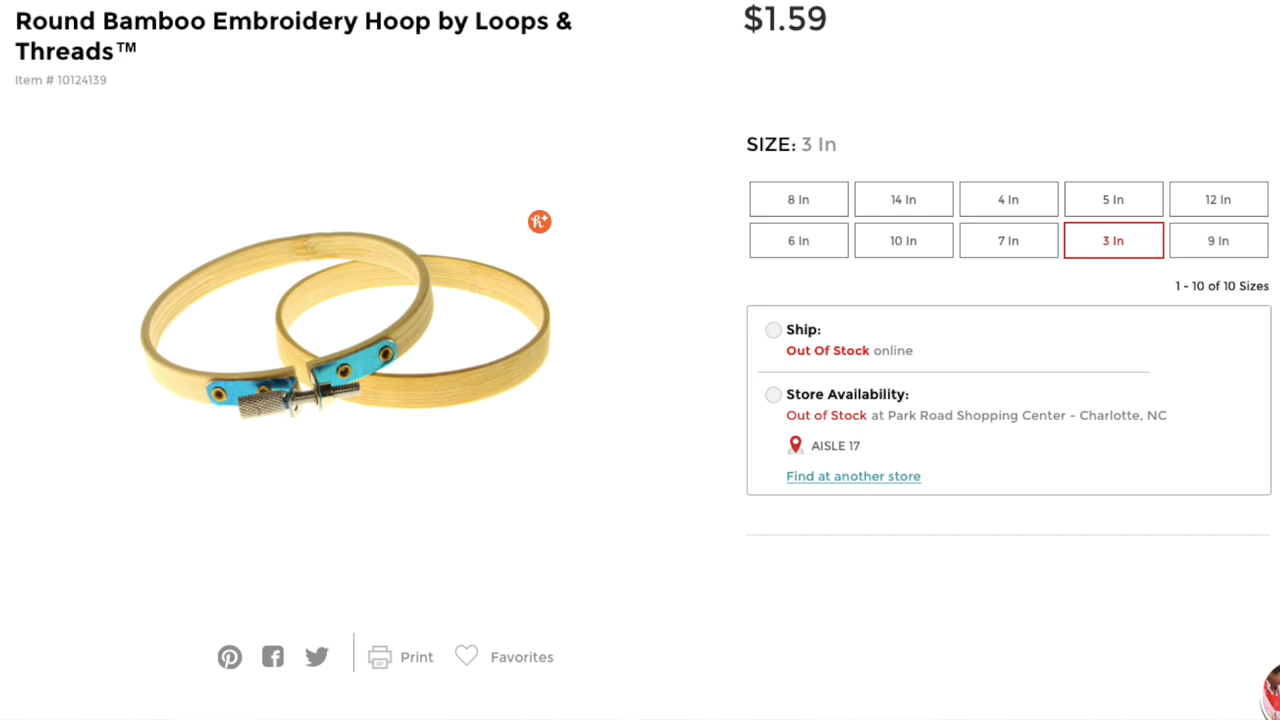 Round Bamboo Embroidery Hoop by Loops &
Threads™
Item # 10124139
$1.59
SIZE: 3 In
8 In
14 In
4 In
5 In
12 In
6 In
10 In
7 In
3 In
9 In
1 - 10 of 10 Sizes
Ship:
Out Of Stock online
Store Availability:
Out of Stock at Park Road Shopping Center - Charlotte, NC
AISLE 17
Find at another store
Print
Favorites